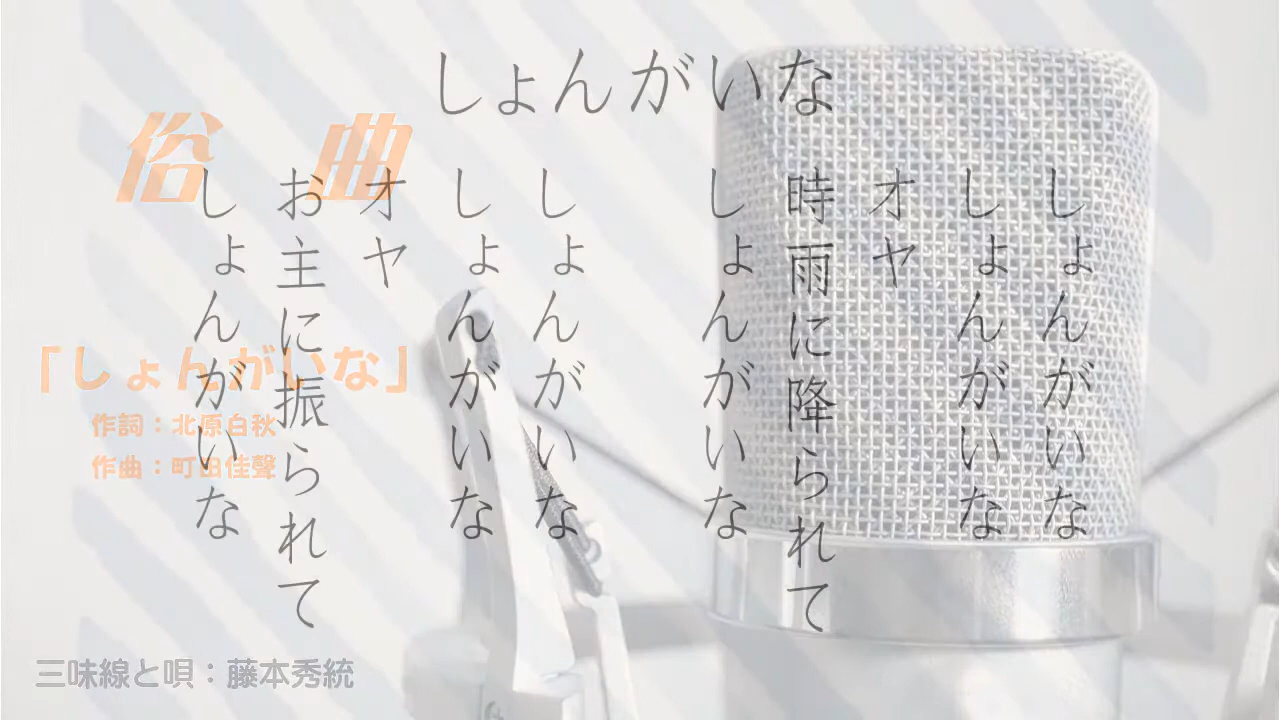 しょんがいな
しょんがいな
しょんがいな
オヤ
時雨に降られて
しょんがいな
しょんがいな
しょんがいな
オヤ
お主に振られて
しょんがいな
俗曲
「しょんがいな」
作詞：北原白秋
作曲：町田佳聲
三味線と唄：藤本秀統